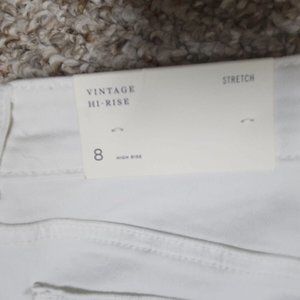 VINTAGE
HI-RISE
STRETCH
8
HIGH RISE